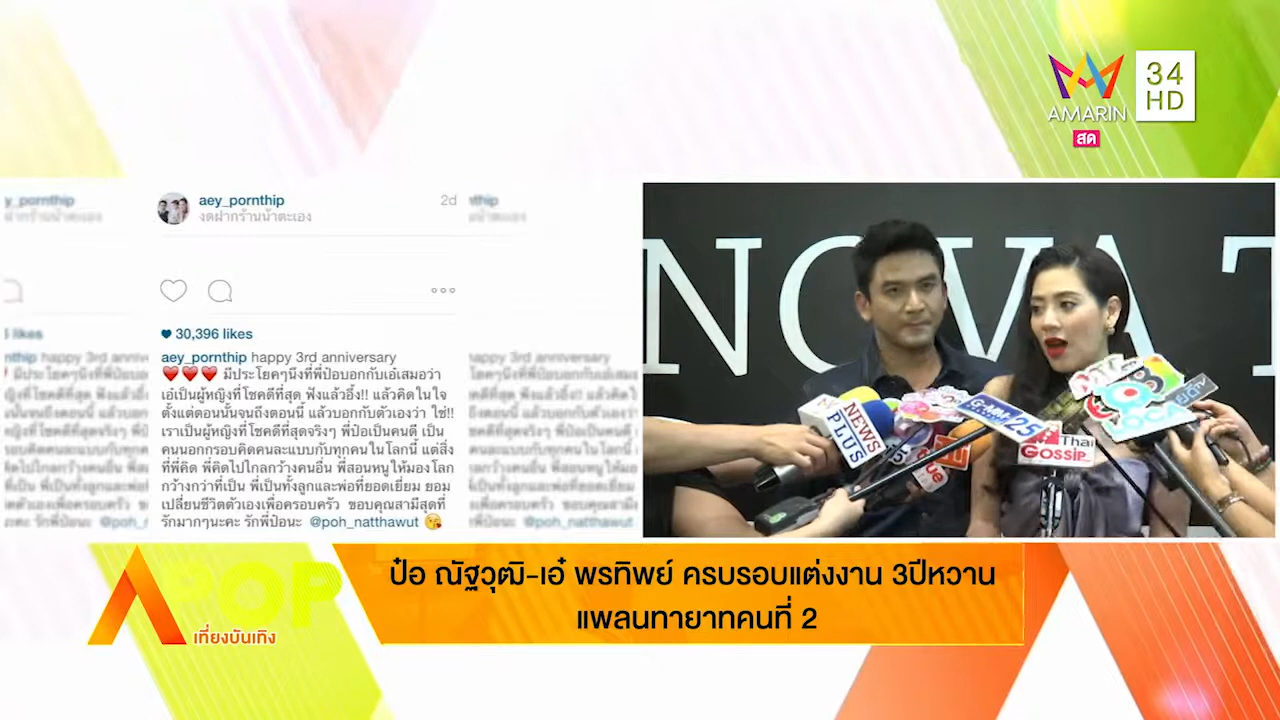 34
HD
AMARIN
สด
aey_pornthip
2d
งดฝากร้านน้าตะเอง
30,396 likes
aey_pornthip happy 3rd anniversary
❤️❤️❤️ มีประโยคๆนึงที่พี่ป๋อบอกกับเอ๋เสมอว่า
เอ๋เป็นผู้หญิงที่โชคดีที่สุด ฟังแล้วอึ้ง!! แล้วคิดในใจ
ตั้งแต่ตอนนั้นจนถึงตอนนี้ แล้วบอกกับตัวเองว่า ใช่!!
เราเป็นผู้หญิงที่โชคดีที่สุดจริงๆ พี่ป๋อเป็นคนดี เป็น
คนนอกกรอบคิดคนละแบบกับทุกคนในโลกนี้ แต่สิ่ง
ที่พี่คิด พี่คิดไปไกลกว้างคนอื่น พี่สอนหนูให้มองโลก
กว้างกว่าที่เป็น พี่เป็นทั้งลูกและพ่อที่ยอดเยี่ยม ยอม
เปลี่ยนชีวิตตัวเองเพื่อครอบครัว ขอบคุณสามีสุดที่
รักมากๆนะคะ รักพี่ป๋อนะ @poh_natthawut 😘
NOVA T
NEWS
PLUS
G-MM 25
Thai
Gossip
POP
เที่ยงบันเทิง
ป๋อ ณัฐวุฒิ-เอ๋ พรทิพย์ ครบรอบแต่งงาน 3ปีหวาน
แพลนทายาทคนที่ 2